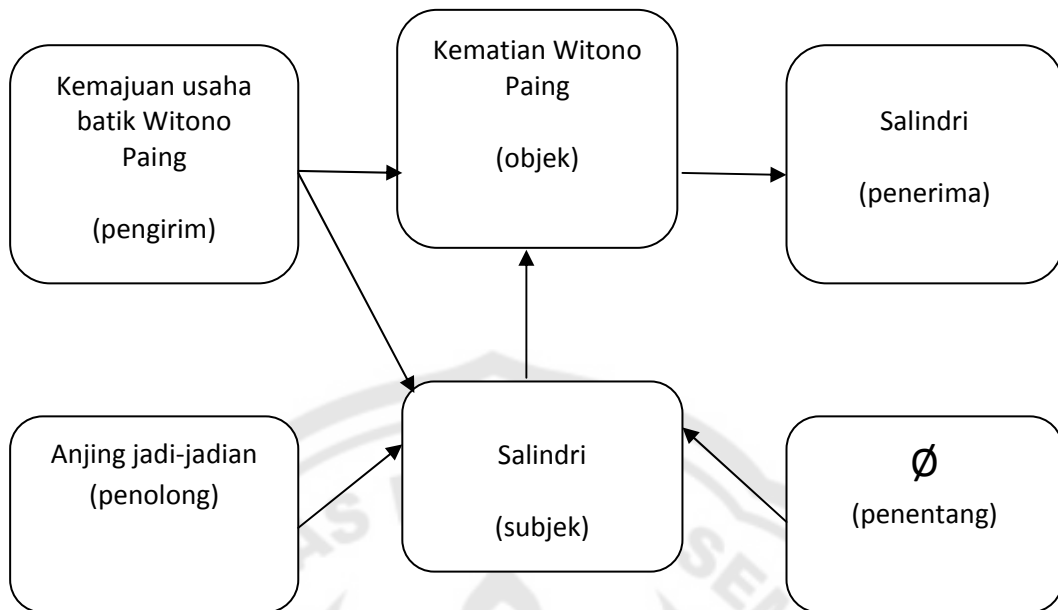 Kemajuan usaha
batik Witono
Paing
(pengirim)
Kematian Witono
Paing
(objek)
Salindri
(penerima)
Anjing jadi-jadian
(penolong)
Salindri
(subjek)
Ø
(penentang)